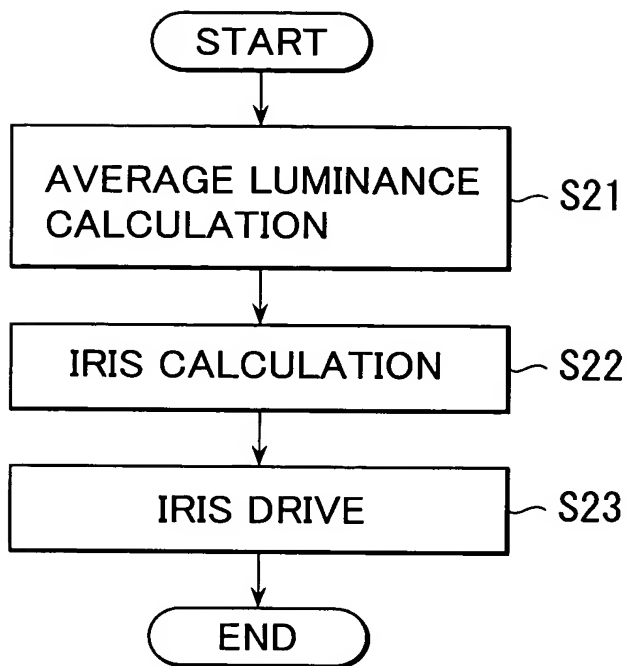 START
AVERAGE LUMINANCE
CALCULATION
S21
IRIS CALCULATION
S22
IRIS DRIVE
S23
END